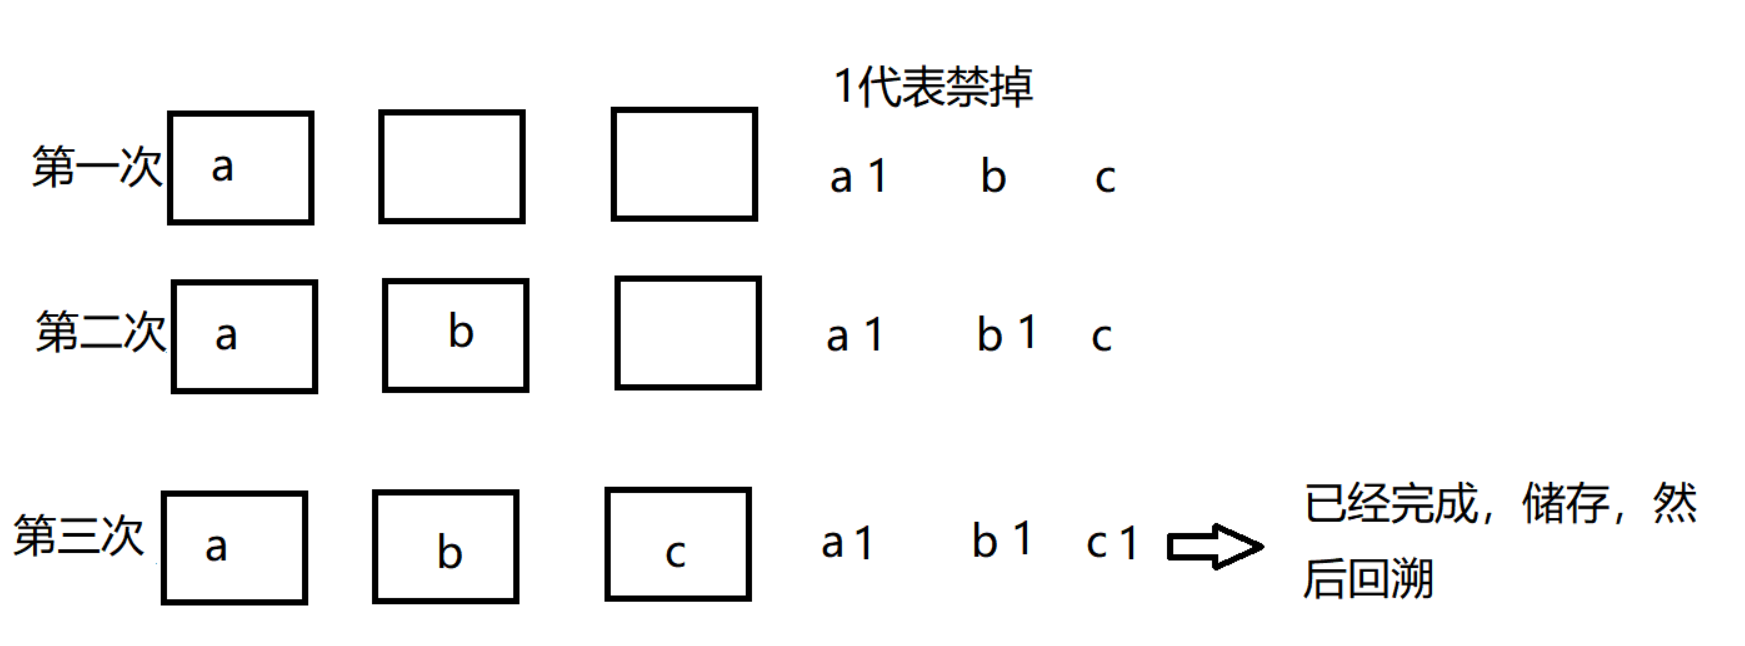 1代表禁掉
第一次 a a 1 b c
第二次 a b a 1 b 1 c
第三次 a b c a 1 b 1 c 1
已经完成，储存，然
后回溯